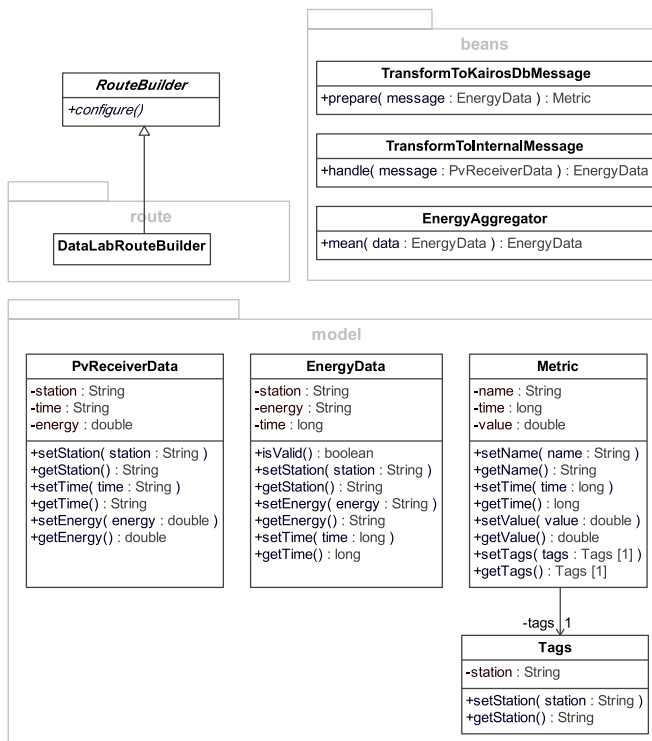 RouteBuilder
+configure()
route
DataLabRouteBuilder
beans
TransformToKairosDbMessage
+prepare( message : EnergyData ) : Metric
TransformToInternalMessage
+handle( message : PvReceiverData ) : EnergyData
EnergyAggregator
+mean( data : EnergyData ) : EnergyData
model
PvReceiverData
-station : String
-time : String
-energy : double
+setStation( station : String )
+getStation() : String
+setTime( time : String )
+getTime() : String
+setEnergy( energy : double )
+getEnergy() : double
EnergyData
-station : String
-energy : String
-time : long
+isValid() : boolean
+setStation( station : String )
+getStation() : String
+setEnergy( energy : String )
+getEnergy() : String
+setTime( time : long )
+getTime() : long
Metric
-name : String
-time : long
-value : double
+setName( name : String )
+getName() : String
+setTime( time : long )
+getTime() : long
+setValue( value : double )
+getValue() : double
+setTags( tags : Tags [1] )
+getTags() : Tags [1]
-tags 1
Tags
-station : String
+setStation( station : String )
+getStation() : String